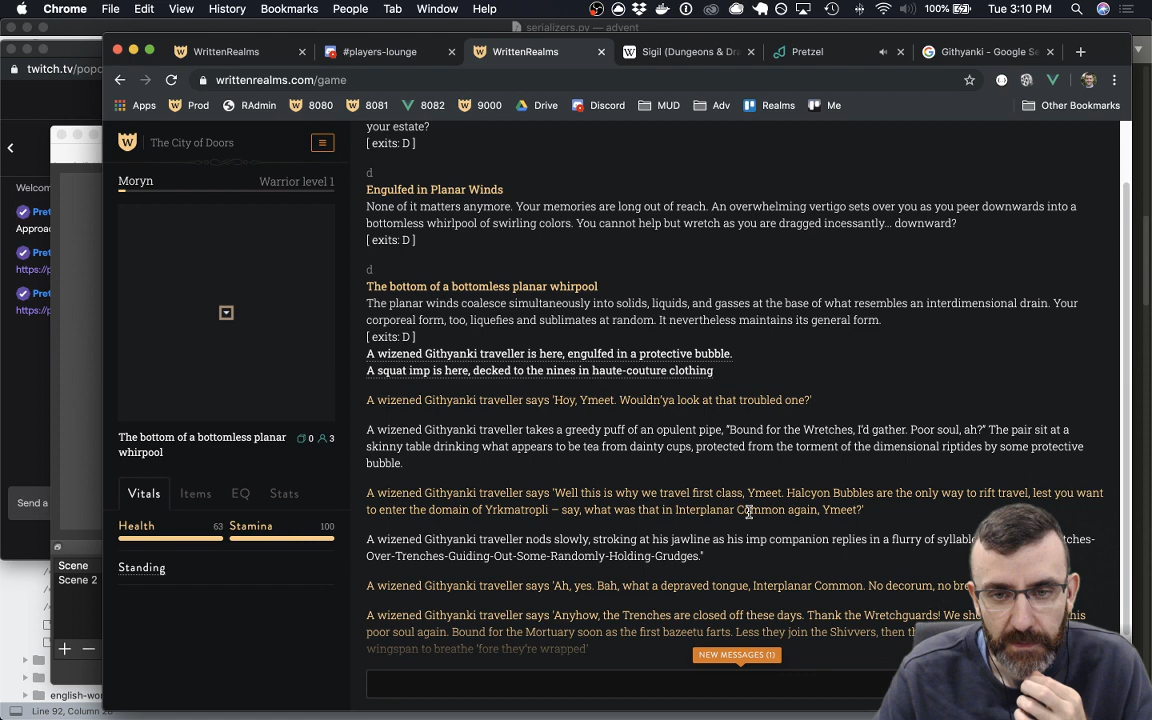 Chrome File Edit View History Bookmarks People Tab Window Help 100% Tue 3:10 PM
serializers.py — advent
twitch.tv/popc
WrittenRealms #players-lounge WrittenRealms Sigil (Dungeons & Dra Pretzel Githyanki - Google Se
writtenrealms.com/game
Apps Prod RAdmin 8080 8081 8082 9000 Drive Discord MUD Adv Realms Me Other Bookmarks
The City of Doors
Moryn Warrior level 1
Welcom
Pret
Approa
Pret
https://p
Pret
https://p
Send a
The bottom of a bottomless planar
whirpool
0 3
Vitals Items EQ Stats
Health 63 Stamina 100
Standing
Scene
Scene 2
english-wo
Line 92, Column 2
your estate?
[ exits: D ]
d
Engulfed in Planar Winds
None of it matters anymore. Your memories are long out of reach. An overwhelming vertigo sets over you as you peer downwards into a
bottomless whirlpool of swirling colors. You cannot help but wretch as you are dragged incessantly... downward?
[ exits: D ]
d
The bottom of a bottomless planar whirpool
The planar winds coalesce simultaneously into solids, liquids, and gasses at the base of what resembles an interdimensional drain. Your
corporeal form, too, liquefies and sublimates at random. It nevertheless maintains its general form.
[ exits: D ]
A wizened Githyanki traveller is here, engulfed in a protective bubble.
A squat imp is here, decked to the nines in haute-couture clothing
A wizened Githyanki traveller says 'Hoy, Ymeet. Wouldn'ya look at that troubled one?'
A wizened Githyanki traveller takes a greedy puff of an opulent pipe, "Bound for the Wretches, I'd gather. Poor soul, ah?" The pair sit at a
skinny table drinking what appears to be tea from dainty cups, protected from the torment of the dimensional riptides by some protective
bubble.
A wizened Githyanki traveller says 'Well this is why we travel first class, Ymeet. Halcyon Bubbles are the only way to rift travel, lest you want
to enter the domain of Yrkmatropli – say, what was that in Interplanar Common again, Ymeet?'
A wizened Githyanki traveller nods slowly, stroking at his jawline as his imp companion replies in a flurry of syllable tches-
Over-Trenches-Guiding-Out-Some-Randomly-Holding-Grudges."
A wizened Githyanki traveller says 'Ah, yes. Bah, what a depraved tongue, Interplanar Common. No decorum, no bre
A wizened Githyanki traveller says 'Anyhow, the Trenches are closed off these days. Thank the Wretchguards! We sho his
poor soul again. Bound for the Mortuary soon as the first bazeetu farts. Less they join the Shivvers, then th
wingspan to breathe 'fore they're wrapped'
NEW MESSAGES (1)